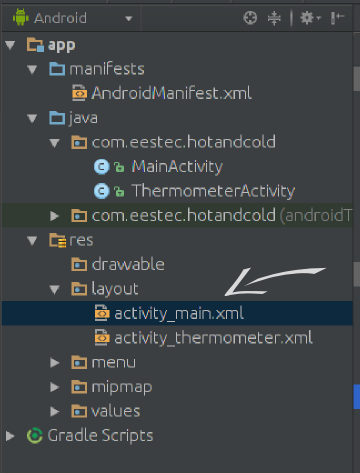 Android
app
manifests
AndroidManifest.xml
java
com.eestec.hotandcold
MainActivity
ThermometerActivity
com.eestec.hotandcold (androidT
res
drawable
layout
activity_main.xml
activity_thermometer.xml
menu
mipmap
values
Gradle Scripts